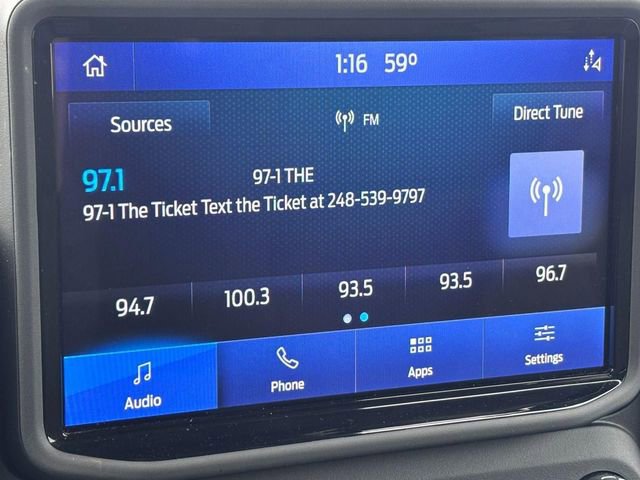 1:16 59°
Sources FM Direct Tune
97.1 97-1 THE
97-1 The Ticket Text the Ticket at 248-539-9797
94.7 100.3 93.5 93.5 96.7
Audio Phone Apps Settings